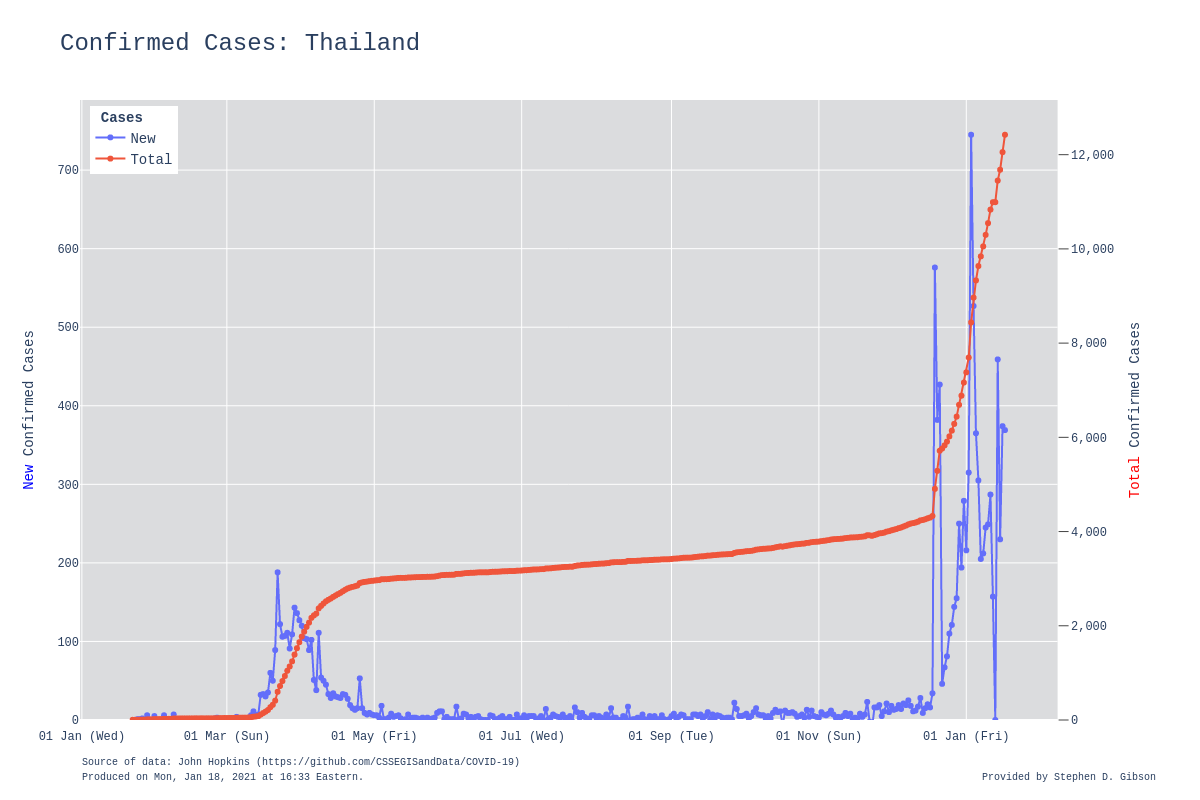 Confirmed Cases: Thailand
Cases
New
Total
700
600
500
400
300
200
100
0
New Confirmed Cases
12,000
10,000
8,000
6,000
4,000
2,000
0
Total Confirmed Cases
01 Jan (Wed) 01 Mar (Sun) 01 May (Fri) 01 Jul (Wed) 01 Sep (Tue) 01 Nov (Sun) 01 Jan (Fri)
Source of data: John Hopkins (https://github.com/CSSEGISandData/COVID-19)
Produced on Mon, Jan 18, 2021 at 16:33 Eastern.
Provided by Stephen D. Gibson